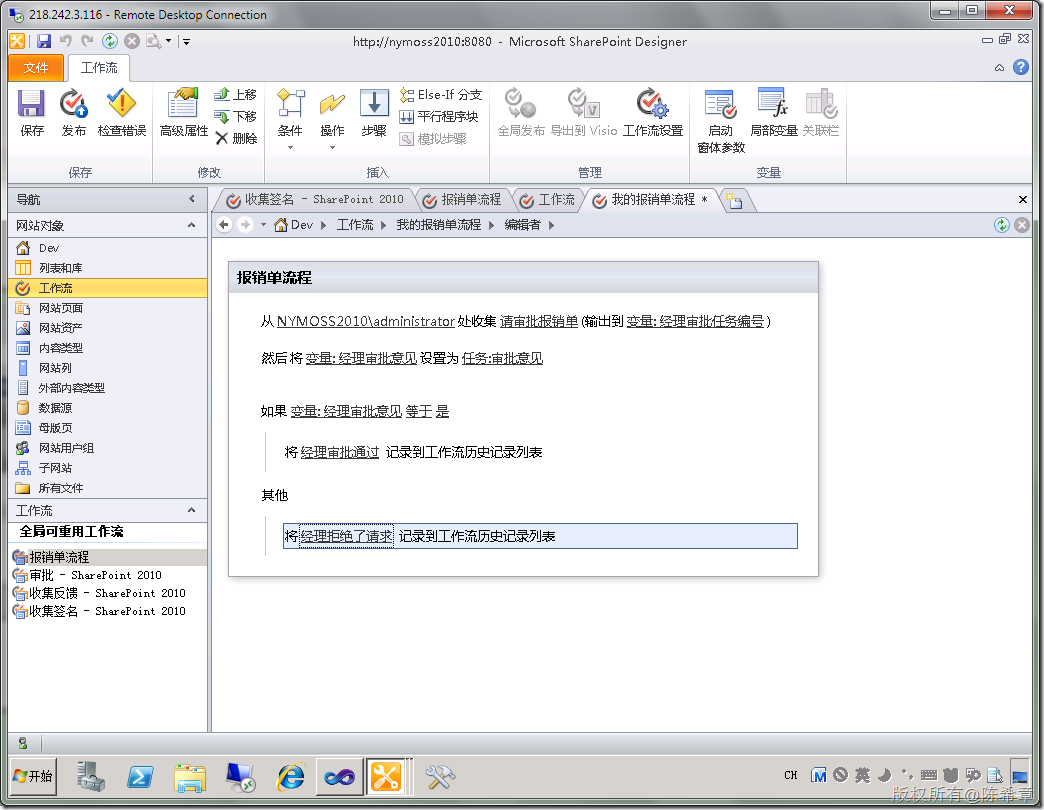 218.242.3.116 - Remote Desktop Connection
http://nymoss2010:8080 - Microsoft SharePoint Designer
文件 工作流
保存 发布 检查错误 高级属性 上移 下移 删除 条件 操作 步骤 Else-If 分支 平行程序块 模拟步骤 全局发布 导出到 Visio 工作流设置 启动窗体参数 局部变量 关联栏
保存 修改 插入 管理 变量
导航
收集签名 - SharePoint 2010 报销单流程 工作流 我的报销单流程 *
网站对象
Dev 工作流 我的报销单流程 编辑者
Dev
列表和库
工作流
网站页面
网站资产
内容类型
网站列
外部内容类型
数据源
母版页
网站用户组
子网站
所有文件
工作流
全局可重用工作流
报销单流程
审批 - SharePoint 2010
收集反馈 - SharePoint 2010
收集签名 - SharePoint 2010
报销单流程
从 NYMOSS2010\administrator 处收集 请审批报销单 (输出到 变量: 经理审批任务编号 )
然后将 变量: 经理审批意见 设置为 任务:审批意见
如果 变量: 经理审批意见 等于 是
将 经理审批通过 记录到工作流历史记录列表
其他
将 经理拒绝了请求 记录到工作流历史记录列表
开始
CH
英
版权所有@陈希章